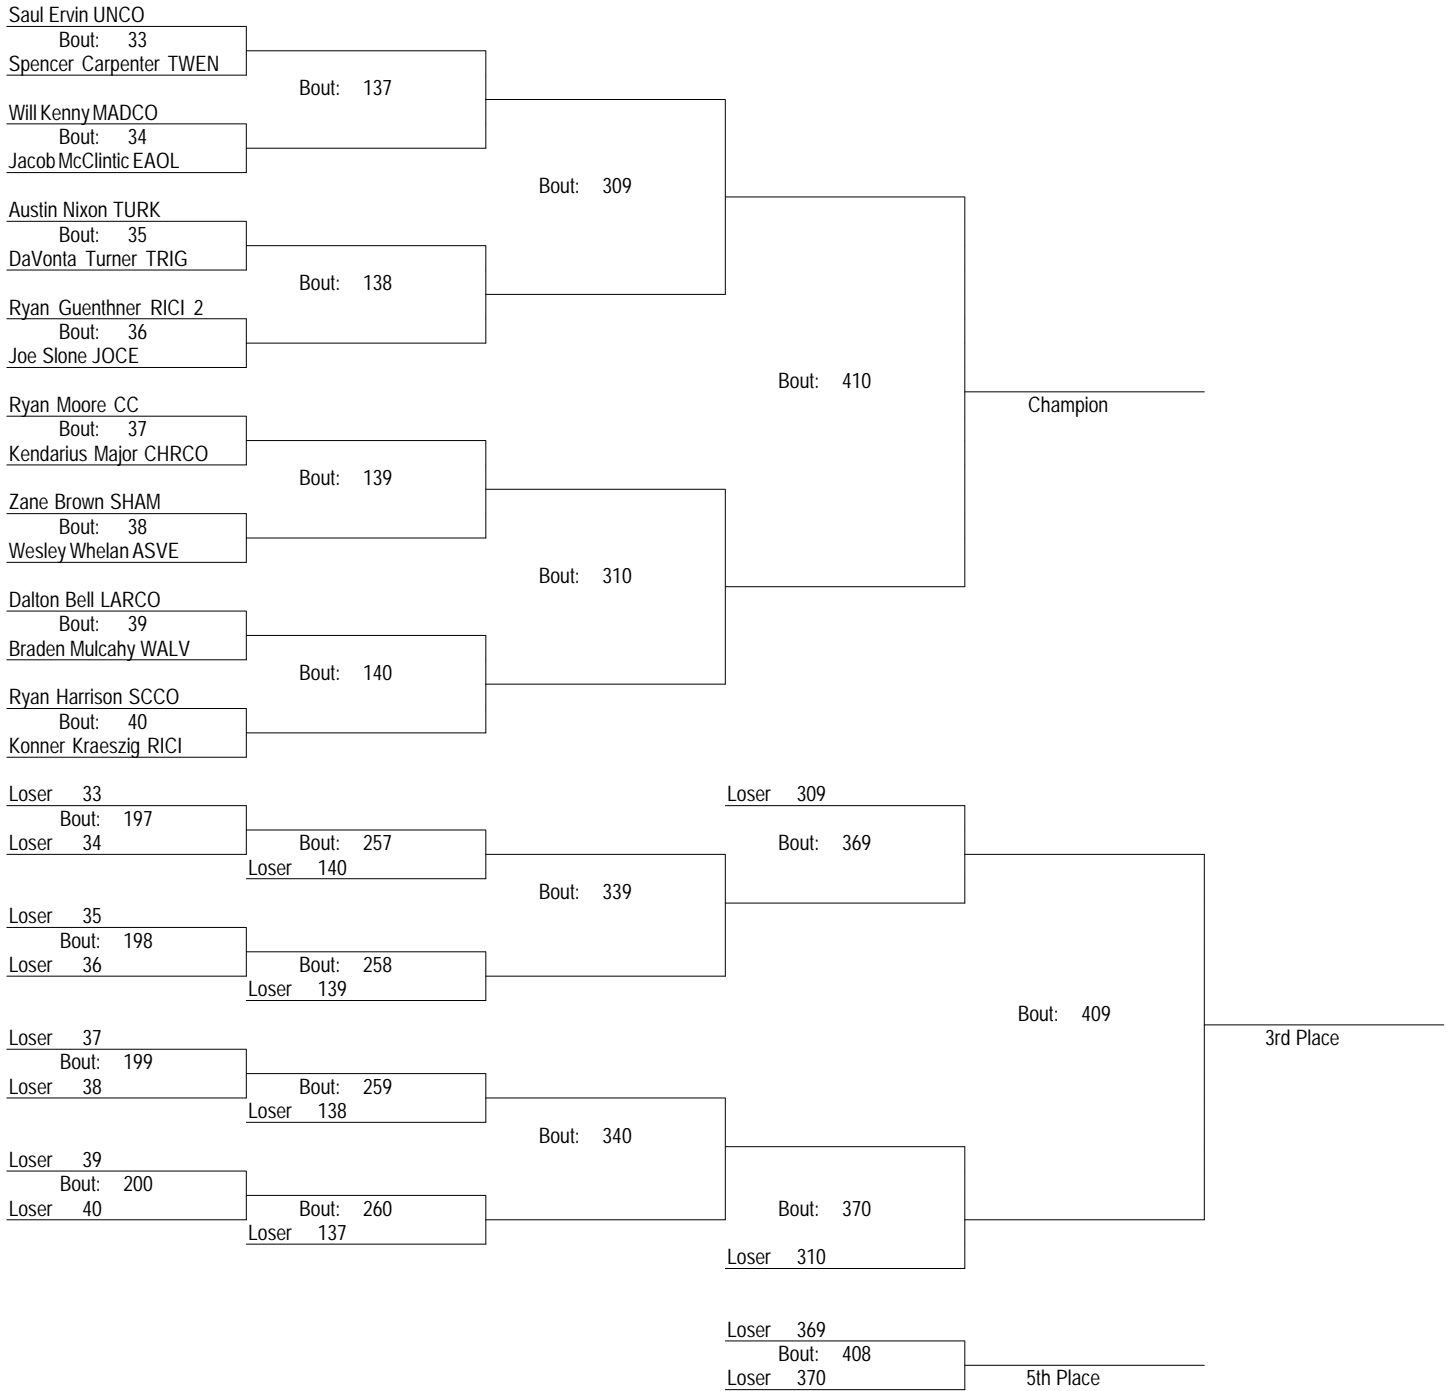 Saul Ervin UNCO
Bout: 33
Spencer Carpenter TWEN
Bout: 137
Will Kenny MADCO
Bout: 34
Jacob McClintic EAOL
Bout: 309
Austin Nixon TURK
Bout: 35
DaVonta Turner TRIG
Bout: 138
Ryan Guenthner RICI 2
Bout: 36
Joe Slone JOCE
Bout: 410
Champion
Ryan Moore CC
Bout: 37
Kendarius Major CHRCO
Bout: 139
Zane Brown SHAM
Bout: 38
Wesley Whelan ASVE
Bout: 310
Dalton Bell LARCO
Bout: 39
Braden Mulcahy WALV
Bout: 140
Ryan Harrison SCCO
Bout: 40
Konner Kraeszig RICI
Loser 33
Bout: 197
Loser 34
Bout: 257
Loser 140
Loser 309
Bout: 369
Bout: 339
Loser 35
Bout: 198
Loser 36
Bout: 258
Loser 139
Bout: 409
3rd Place
Loser 37
Bout: 199
Loser 38
Bout: 259
Loser 138
Bout: 340
Loser 39
Bout: 200
Loser 40
Bout: 260
Loser 137
Bout: 370
Loser 310
Loser 369
Bout: 408
Loser 370
5th Place